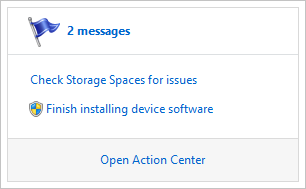 2 messages
Check Storage Spaces for issues
Finish installing device software
Open Action Center